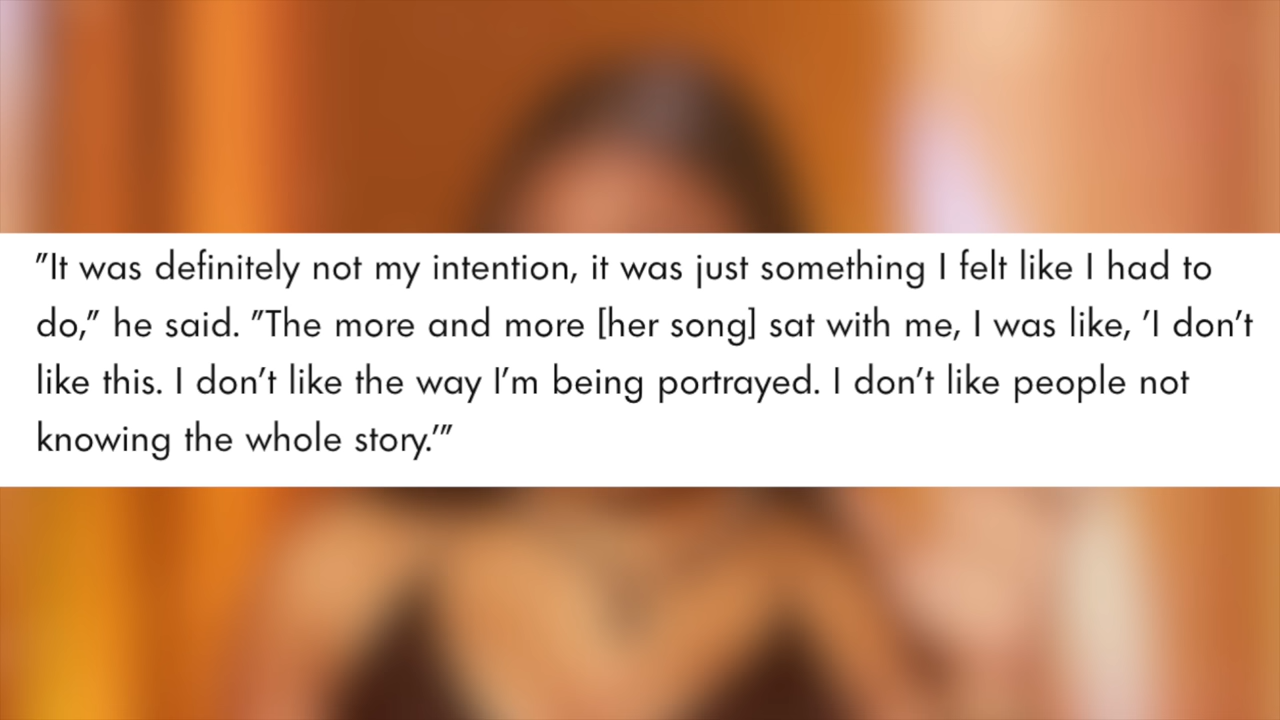 "It was definitely not my intention, it was just something I felt like I had to
do," he said. "The more and more [her song] sat with me, I was like, 'I don't
like this. I don't like the way I'm being portrayed. I don't like people not
knowing the whole story.'"